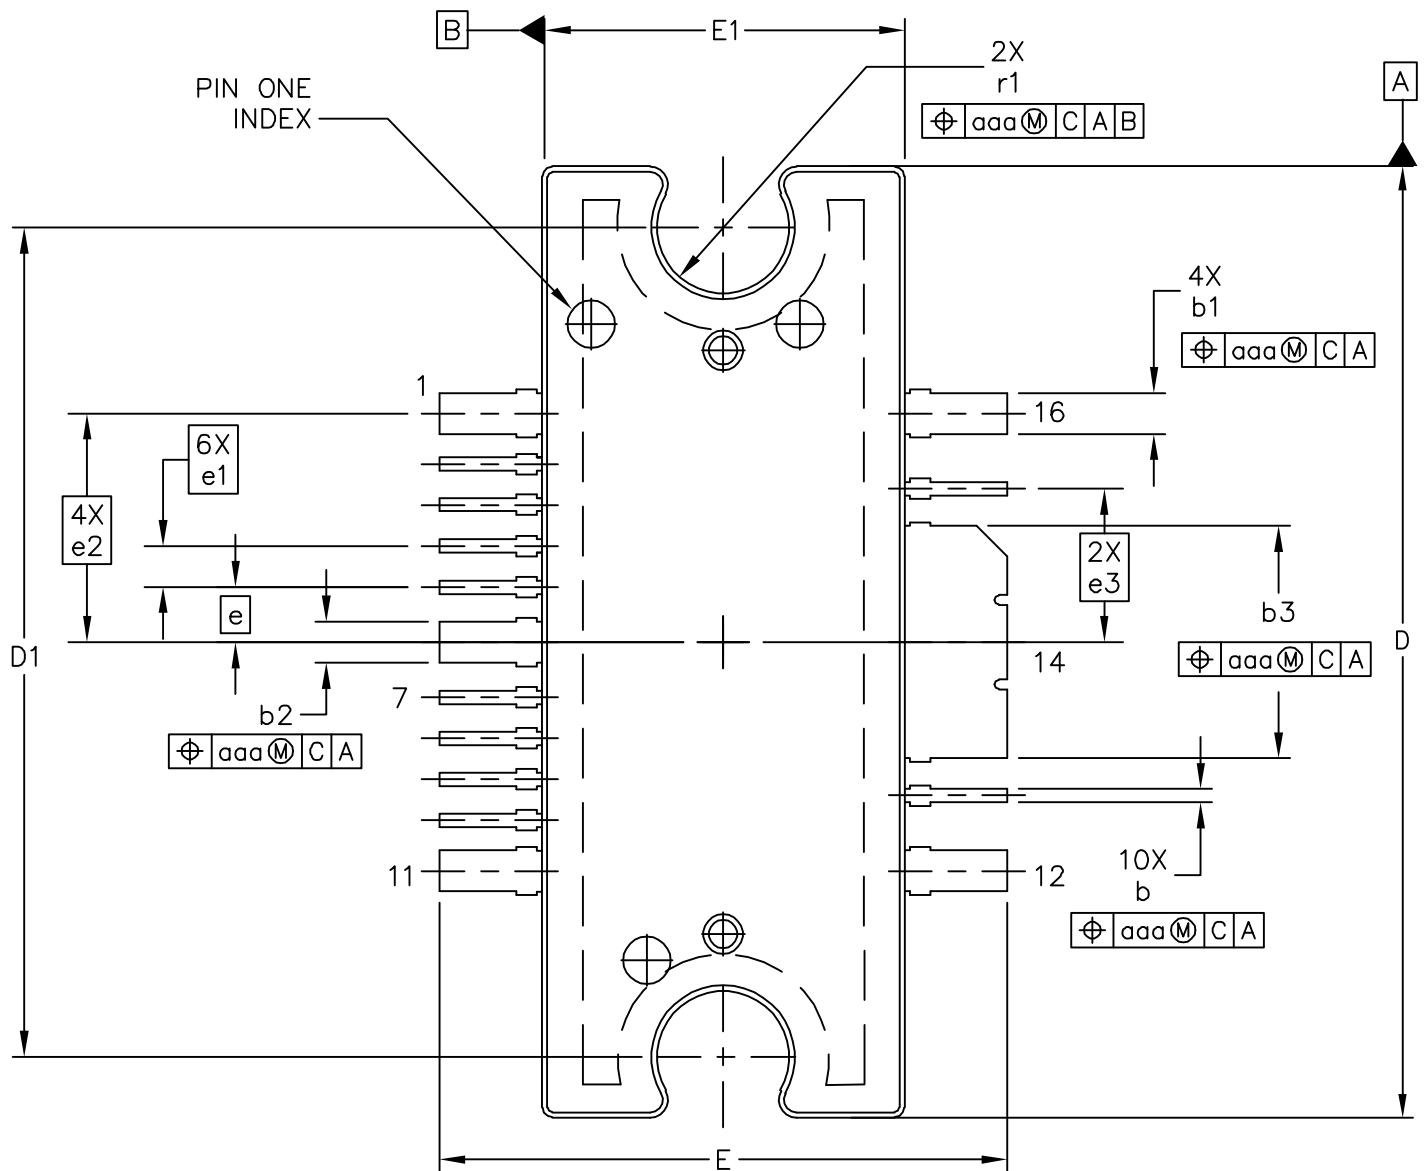 B
E1
2X
r1
⌖ aaa Ⓜ C A B
A
PIN ONE
INDEX
4X
b1
⌖ aaa Ⓜ C A
1
16
6X
e1
4X
e2
2X
e3
e
b3
D1
14
⌖ aaa Ⓜ C A
D
7
b2
⌖ aaa Ⓜ C A
11
12
10X
b
⌖ aaa Ⓜ C A
E